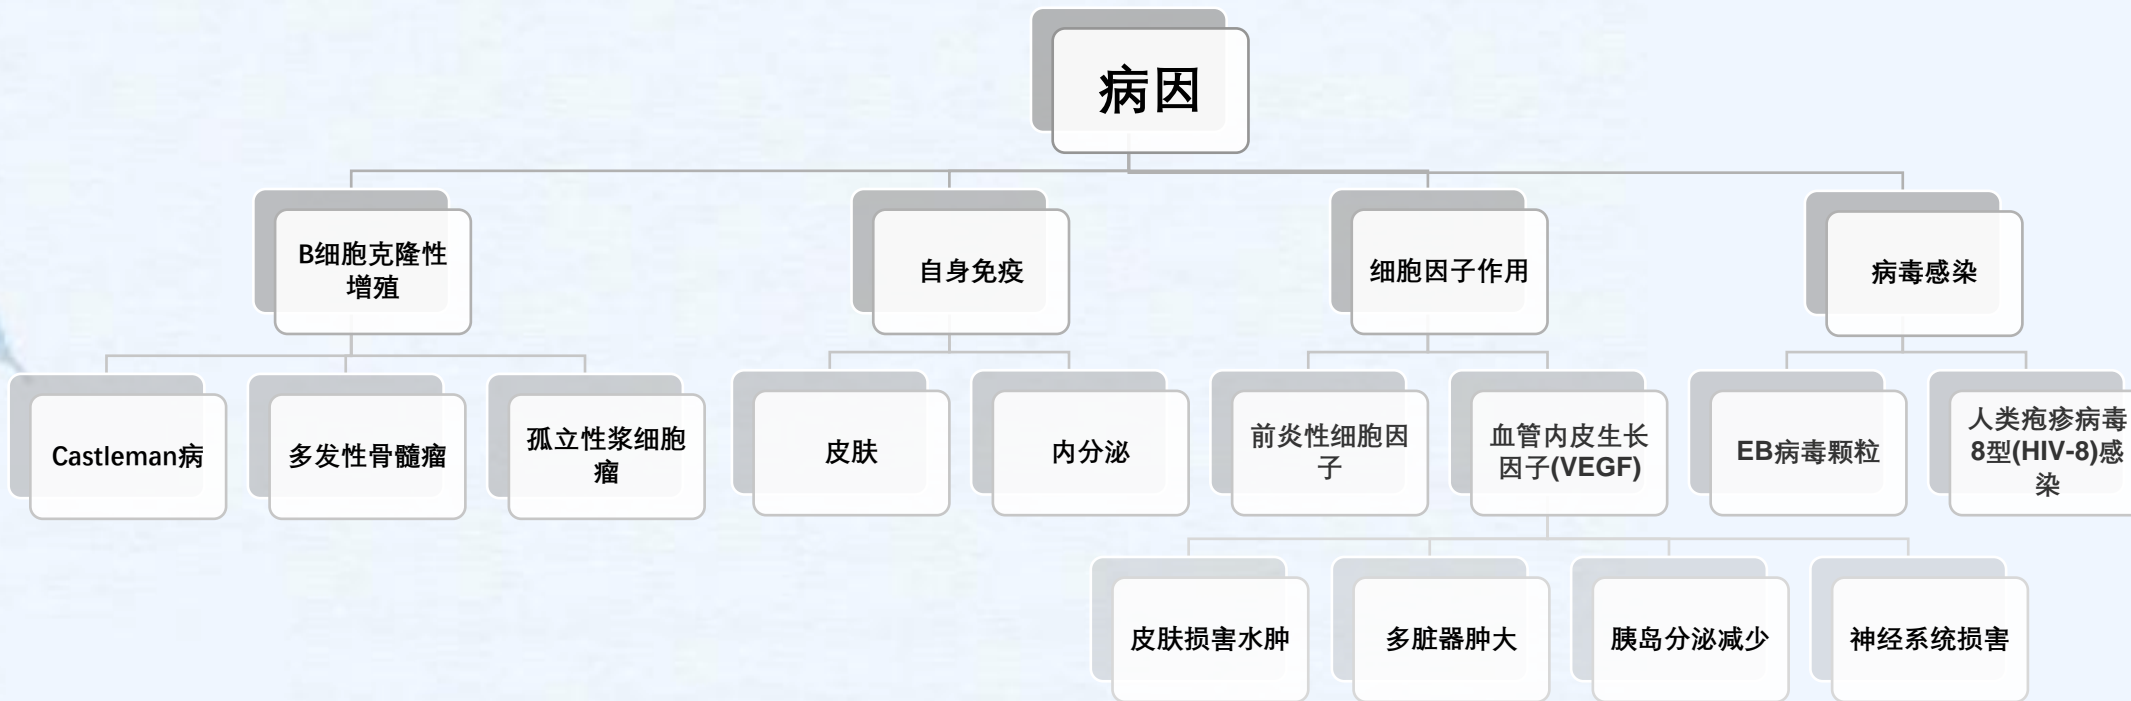 病因
B细胞克隆性
增殖
自身免疫
细胞因子作用
病毒感染
Castleman病
多发性骨髓瘤
孤立性浆细胞
瘤
皮肤
内分泌
前炎性细胞因
子
血管内皮生长
因子(VEGF)
EB病毒颗粒
人类疱疹病毒
8型(HIV-8)感
染
皮肤损害水肿
多脏器肿大
胰岛分泌减少
神经系统损害